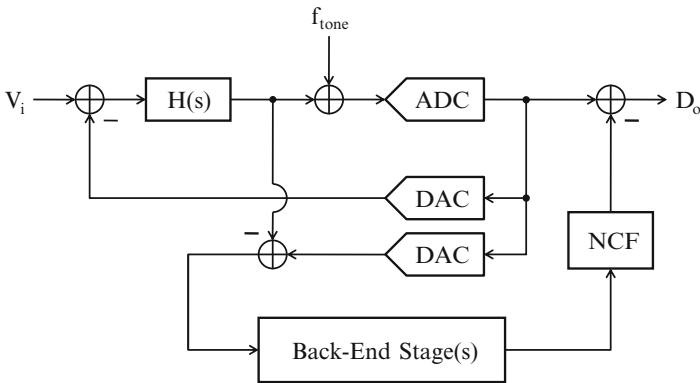 f_tone
V_i
H(s)
ADC
D_o
DAC
DAC
NCF
Back-End Stage(s)